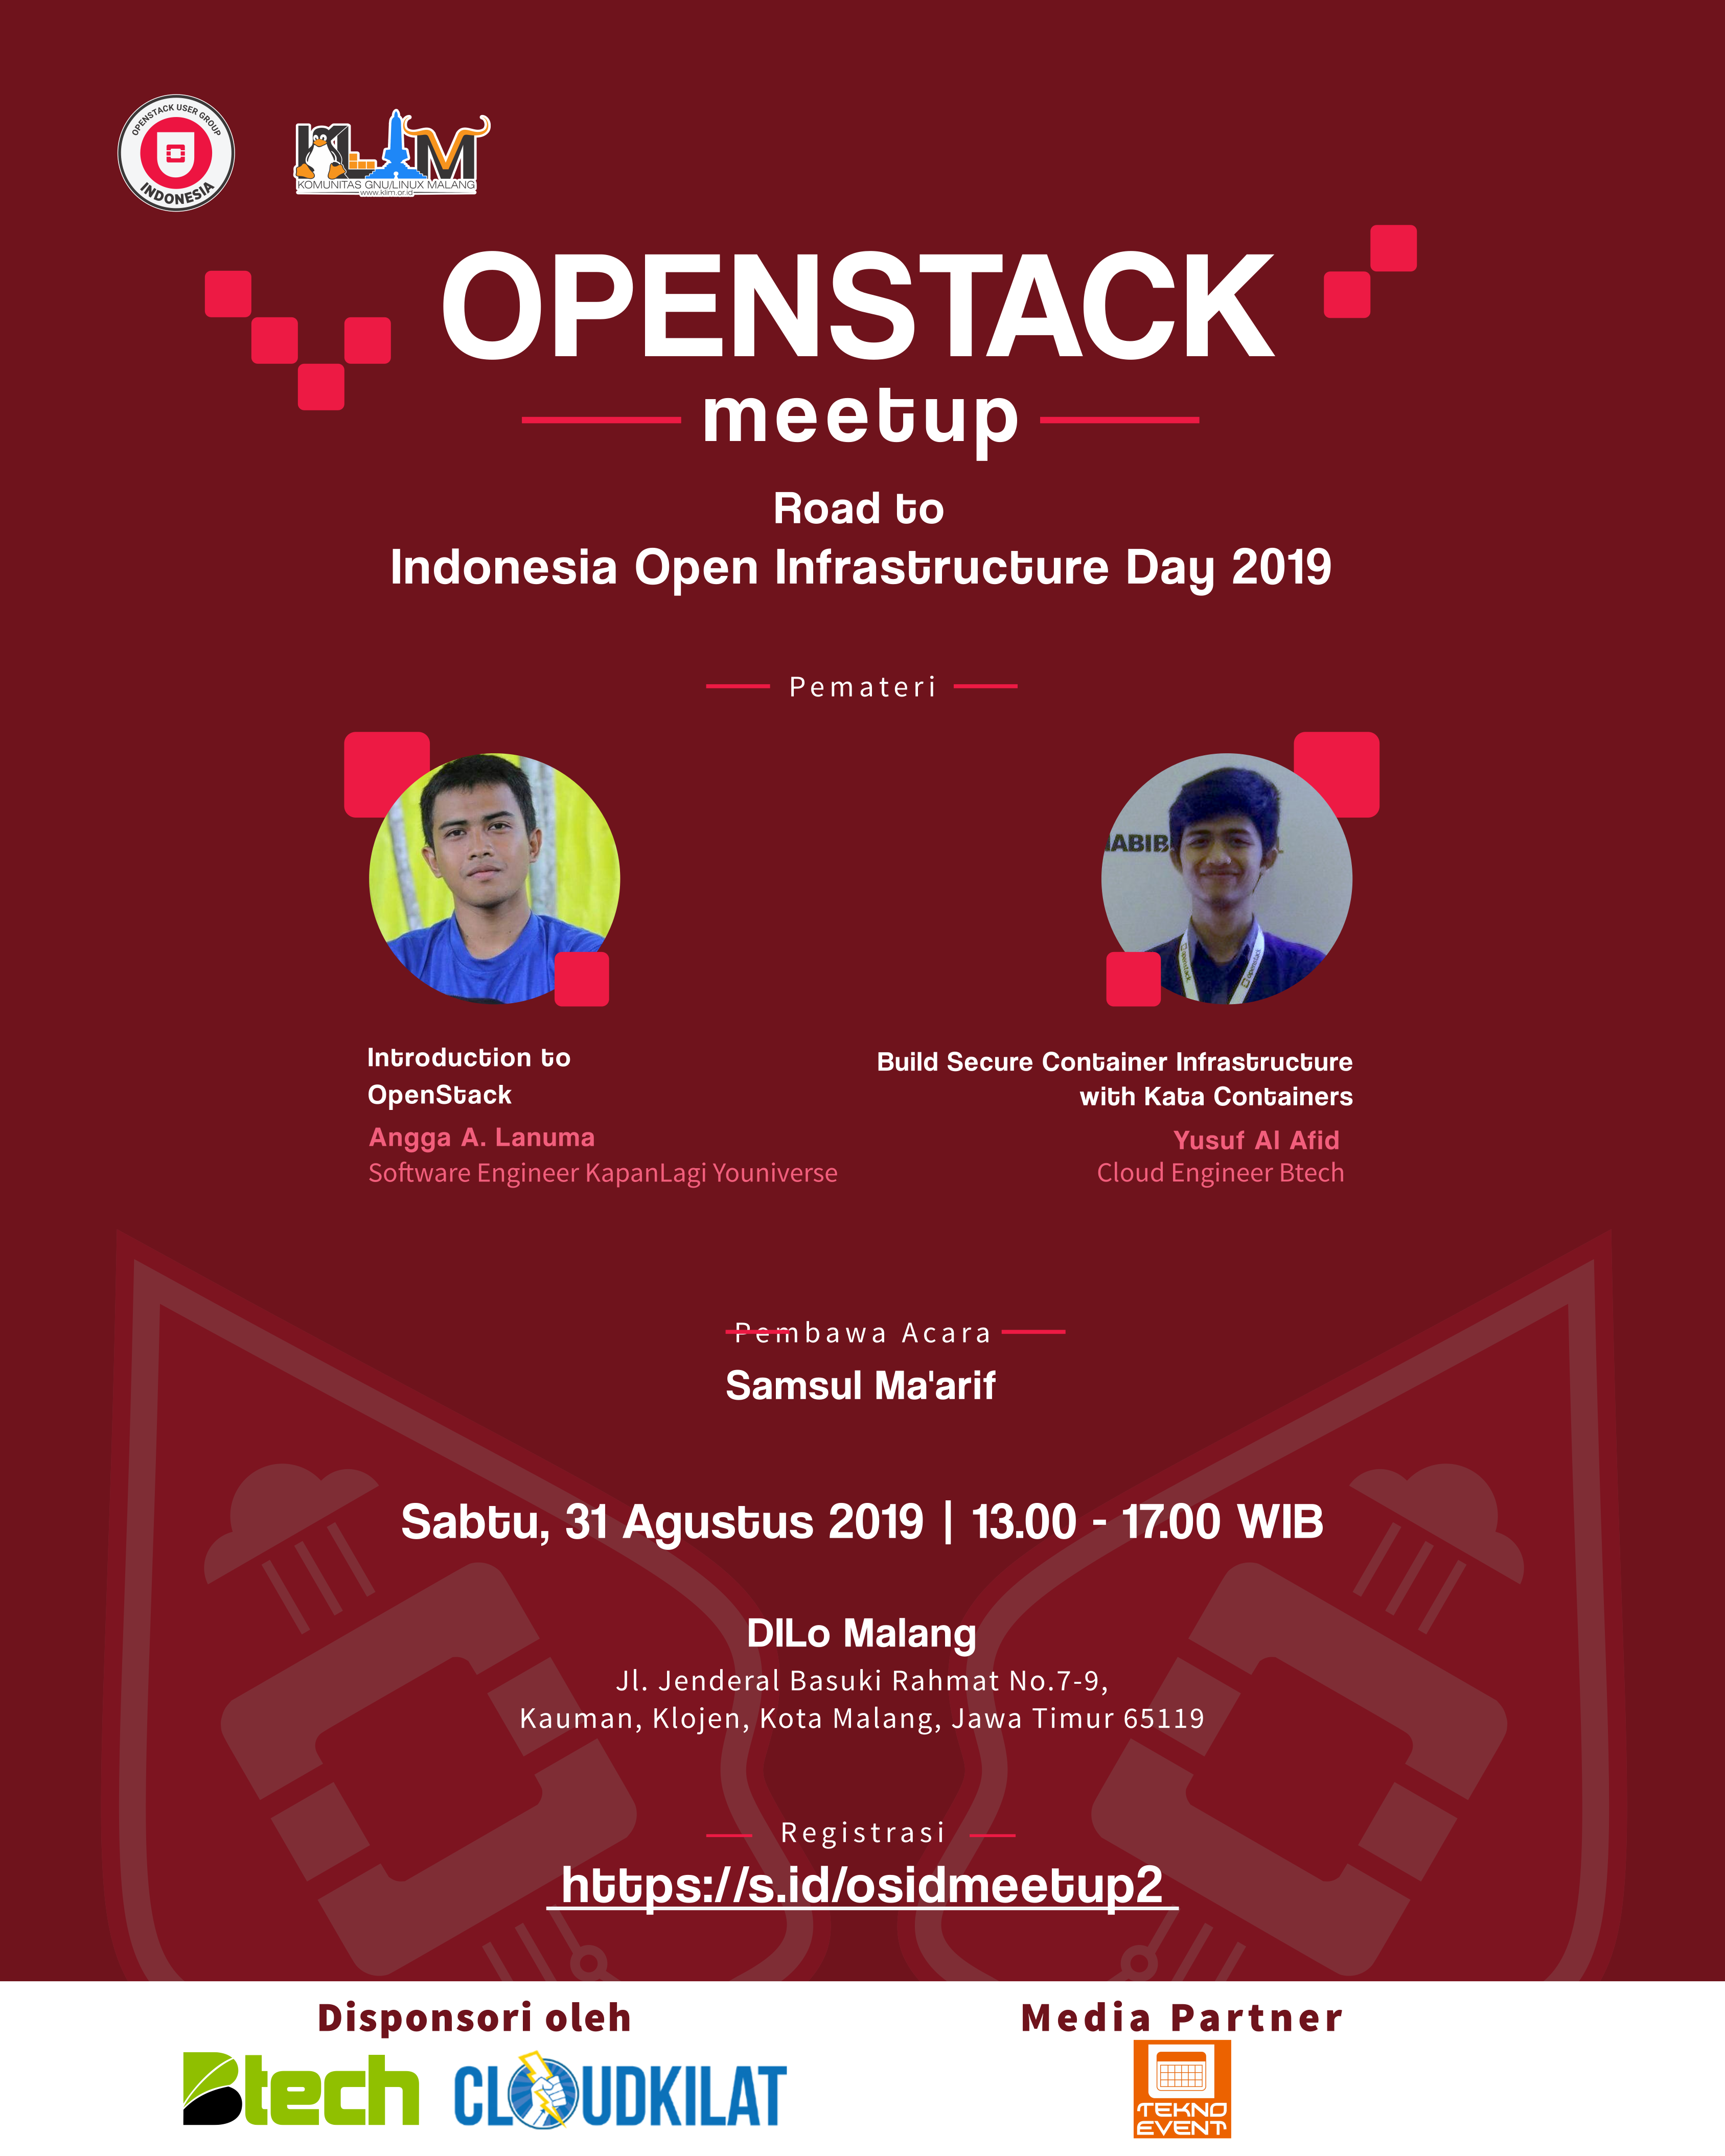 OPENSTACK USER GROUP
INDONESIA
KLIM
KOMUNITAS GNU/LINUX MALANG
www.klim.or.id
OPENSTACK
meetup
Road to
Indonesia Open Infrastructure Day 2019
Pemateri
HABIB
openstack
openstack
Introduction to
OpenStack
Angga A. Lanuma
Software Engineer KapanLagi Youniverse
Build Secure Container Infrastructure
with Kata Containers
Yusuf Al Afid
Cloud Engineer Btech
Pembawa Acara
Samsul Ma'arif
Sabtu, 31 Agustus 2019 | 13.00 - 17.00 WIB
DILo Malang
Jl. Jenderal Basuki Rahmat No.7-9,
Kauman, Klojen, Kota Malang, Jawa Timur 65119
Registrasi
https://s.id/osidmeetup2
Disponsori oleh
Btech
CLOUDKILAT
Media Partner
TEKNO
EVENT